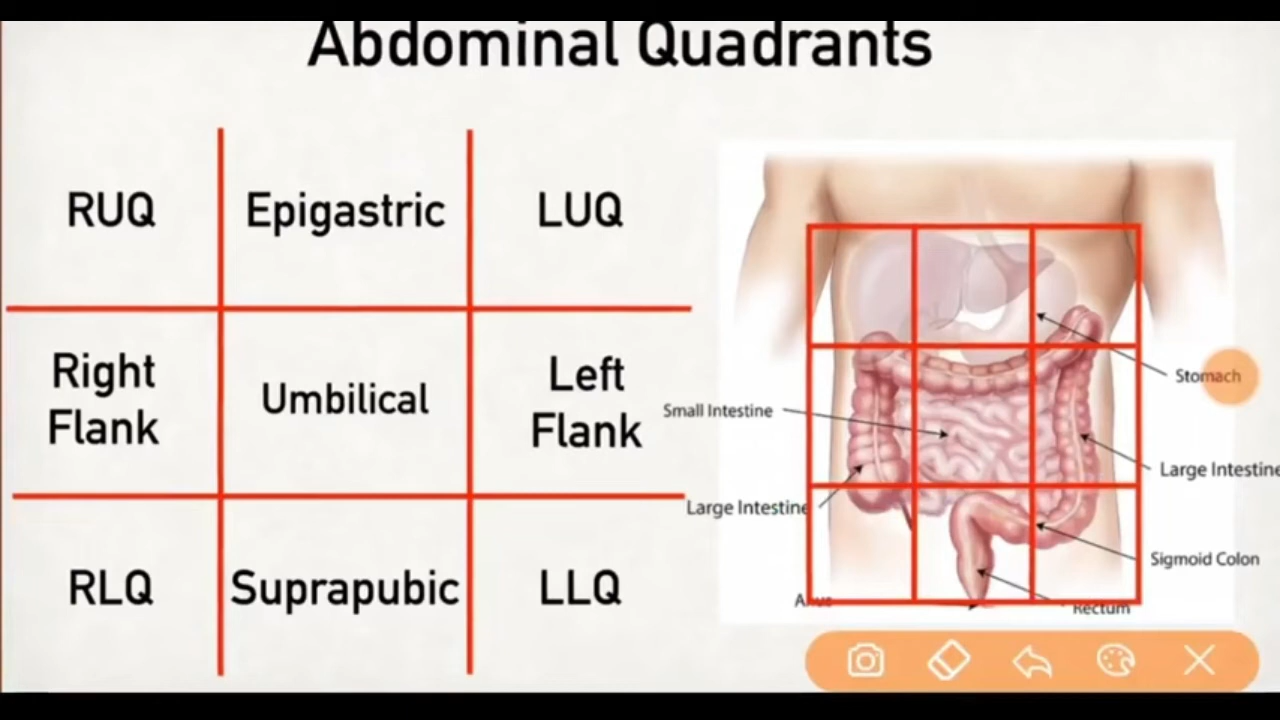 Abdominal Quadrants
RUQ
Epigastric
LUQ
Right
Flank
Umbilical
Left
Flank
RLQ
Suprapubic
LLQ
Stomach
Small Intestine
Large Intestine
Large Intestine
Sigmoid Colon
Anus
Rectum